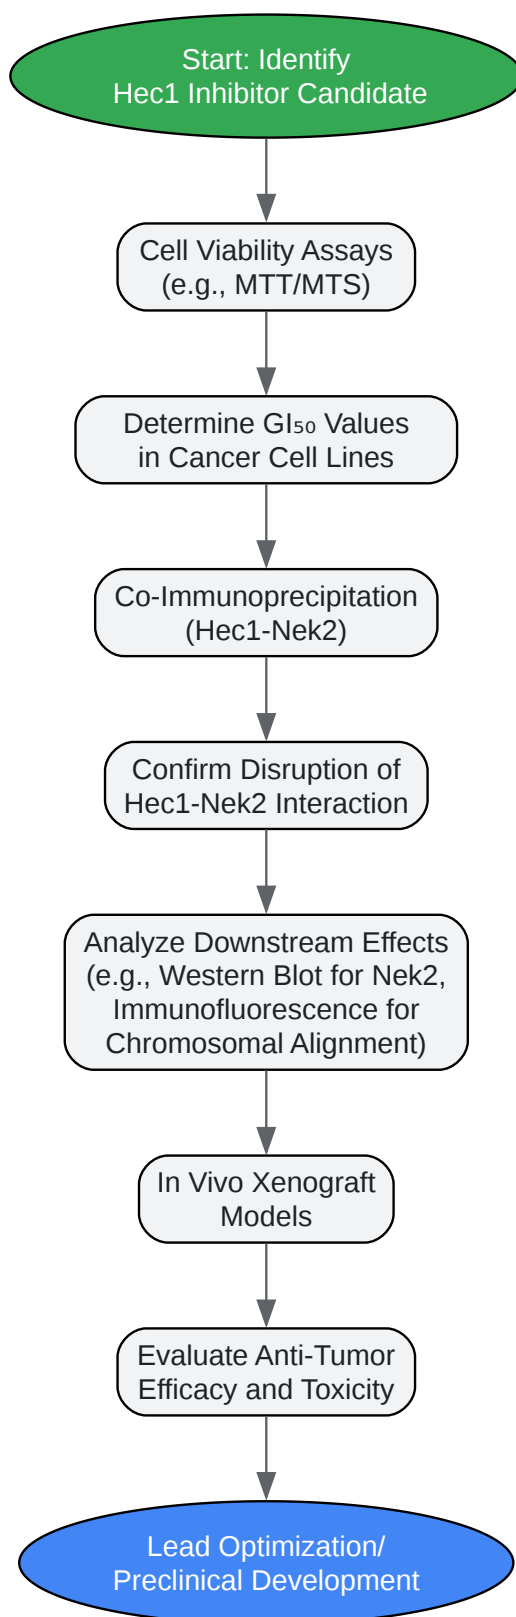 Start: Identify
Hec1 Inhibitor Candidate
Cell Viability Assays
(e.g., MTT/MTS)
Determine GI₅₀ Values
in Cancer Cell Lines
Co-Immunoprecipitation
(Hec1-Nek2)
Confirm Disruption of
Hec1-Nek2 Interaction
Analyze Downstream Effects
(e.g., Western Blot for Nek2,
Immunofluorescence for
Chromosomal Alignment)
In Vivo Xenograft
Models
Evaluate Anti-Tumor
Efficacy and Toxicity
Lead Optimization/
Preclinical Development